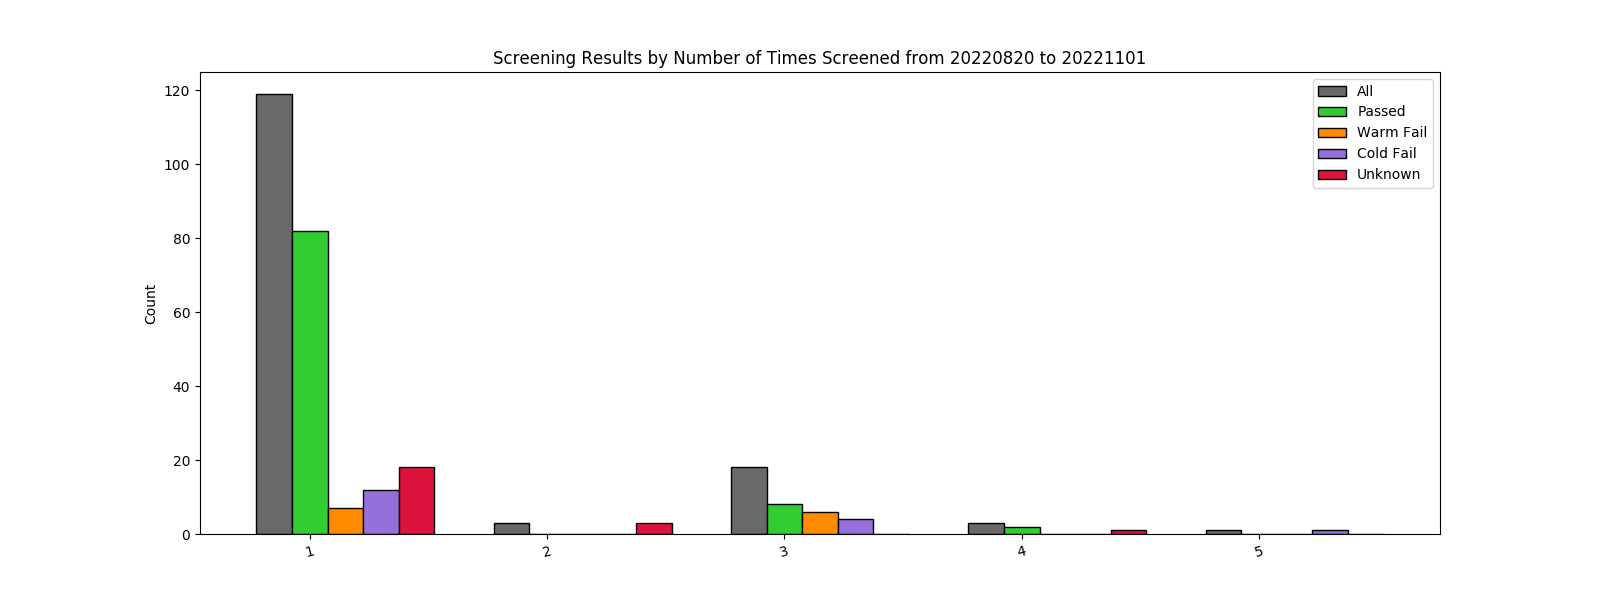 Screening Results by Number of Times Screened from 20220820 to 20221101
120
100
80
60
40
20
0
Count
1
2
3
4
5
All
Passed
Warm Fail
Cold Fail
Unknown